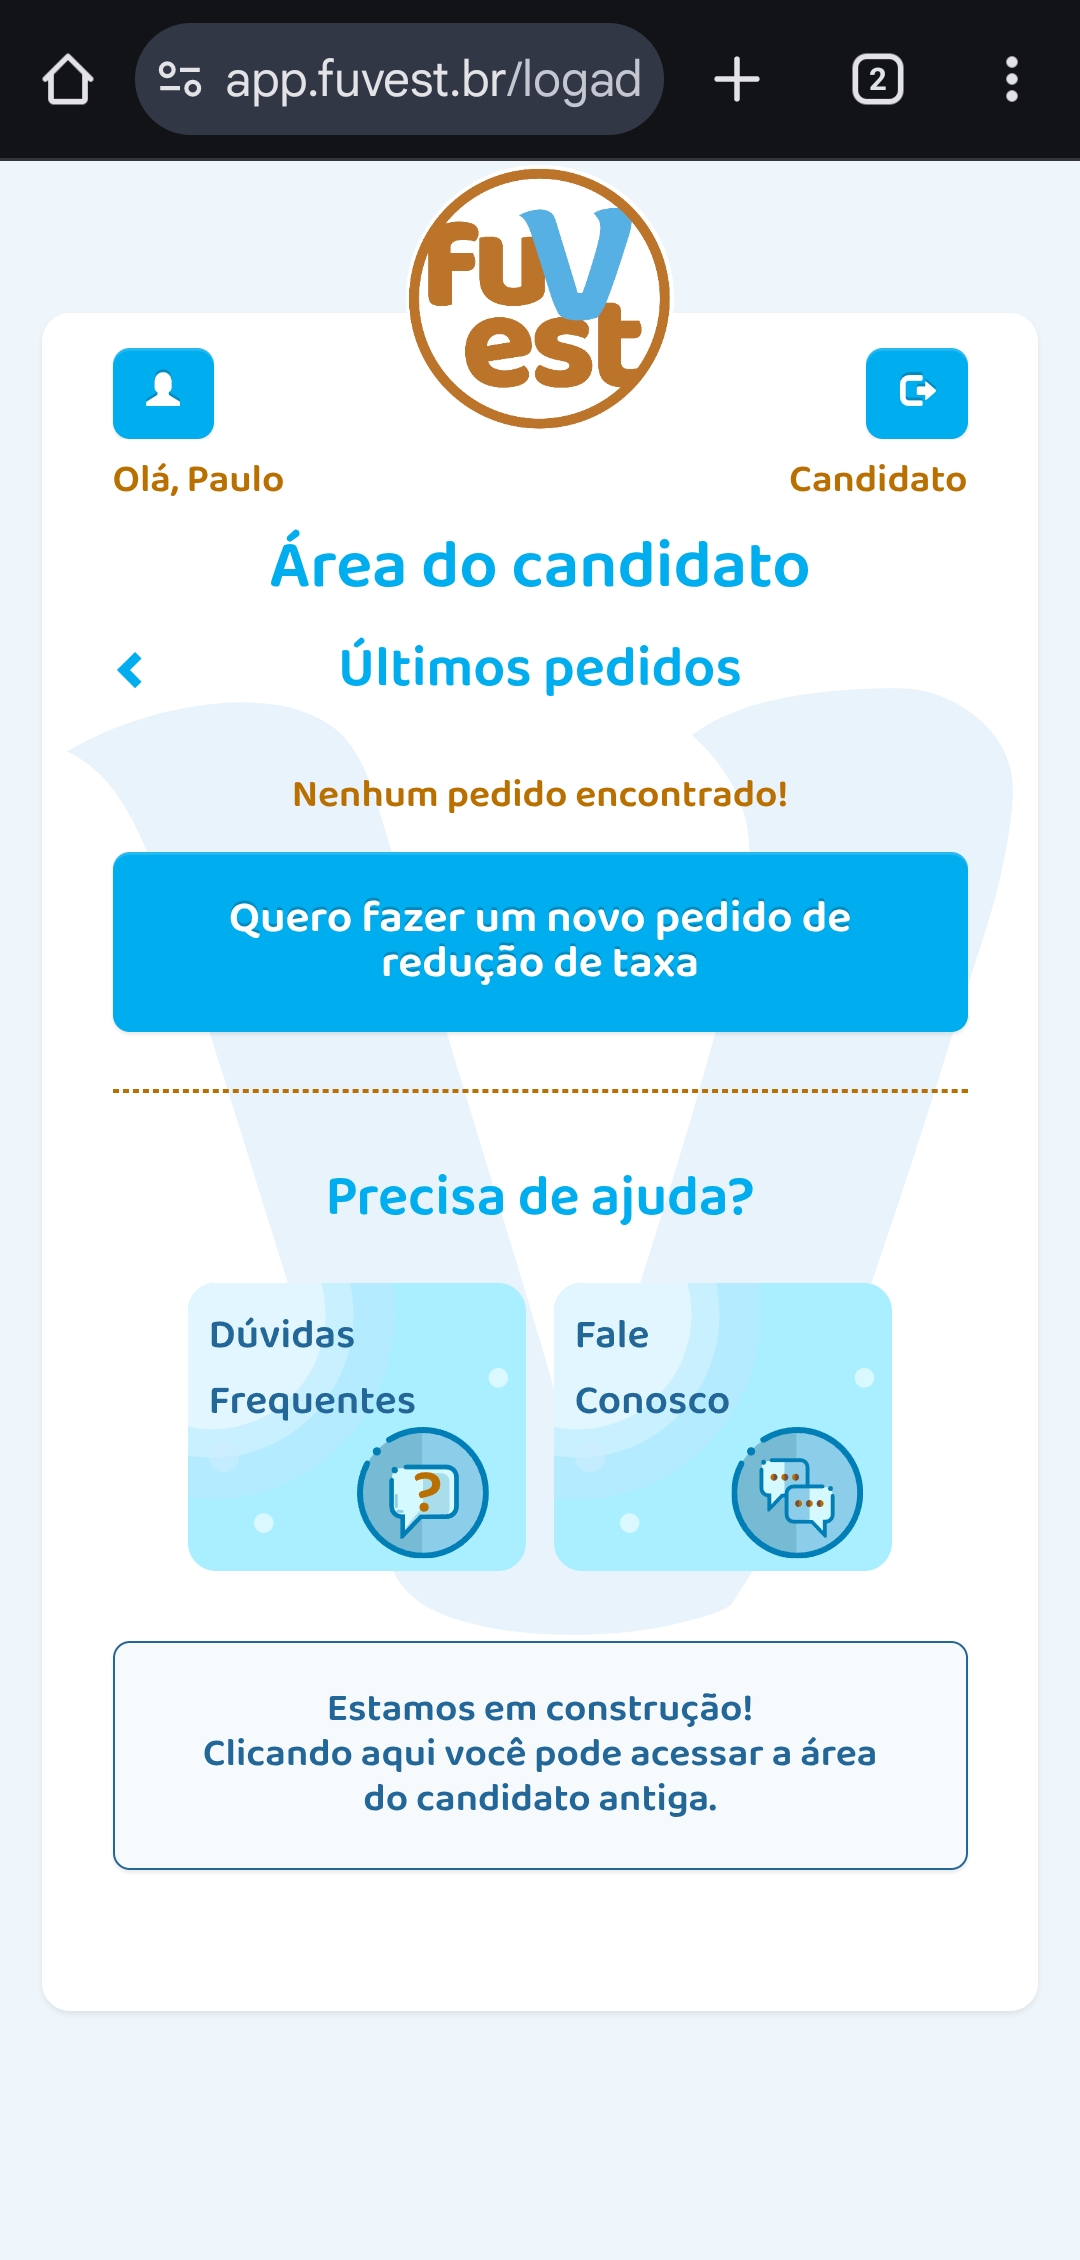 app.fuvest.br/logad
2
fuV
est
Olá, Paulo
Candidato
Área do candidato
Últimos pedidos
Nenhum pedido encontrado!
Quero fazer um novo pedido de
redução de taxa
Precisa de ajuda?
Dúvidas
Frequentes
?
Fale
Conosco
Estamos em construção!
Clicando aqui você pode acessar a área
do candidato antiga.